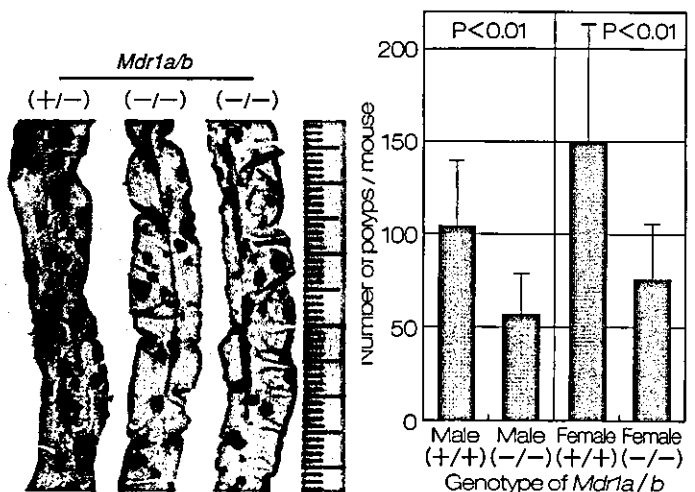 Mdr1a/b
(+/−) (−/−) (−/−)
P<0.01 P<0.01
200
150
100
50
0
Number of polyps / mouse
Male Male Female Female
(+/+) (−/−) (+/+) (−/−)
Genotype of Mdr1a / b